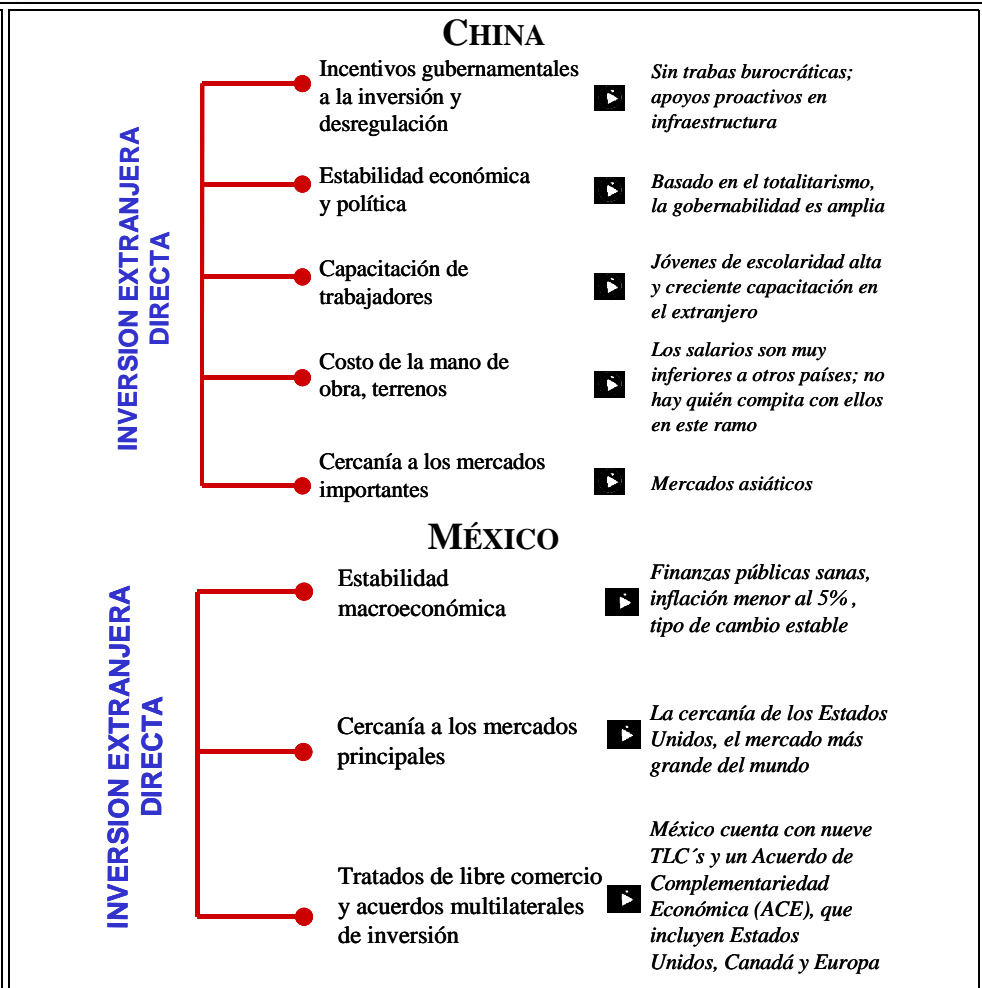 CHINA
INVERSION EXTRANJERA
DIRECTA
Incentivos gubernamentales
a la inversión y
desregulación
Sin trabas burocráticas;
apoyos proactivos en
infraestructura
Estabilidad económica
y política
Basado en el totalitarismo,
la gobernabilidad es amplia
Capacitación de
trabajadores
Jóvenes de escolaridad alta
y creciente capacitación en
el extranjero
Costo de la mano de
obra, terrenos
Los salarios son muy
inferiores a otros países; no
hay quién compita con ellos
en este ramo
Cercanía a los mercados
importantes
Mercados asiáticos
MÉXICO
INVERSION EXTRANJERA
DIRECTA
Estabilidad
macroeconómica
Finanzas públicas sanas,
inflación menor al 5%,
tipo de cambio estable
Cercanía a los mercados
principales
La cercanía de los Estados
Unidos, el mercado más
grande del mundo
Tratados de libre comercio
y acuerdos multilaterales
de inversión
México cuenta con nueve
TLC´s y un Acuerdo de
Complementariedad
Económica (ACE), que
incluyen Estados
Unidos, Canadá y Europa